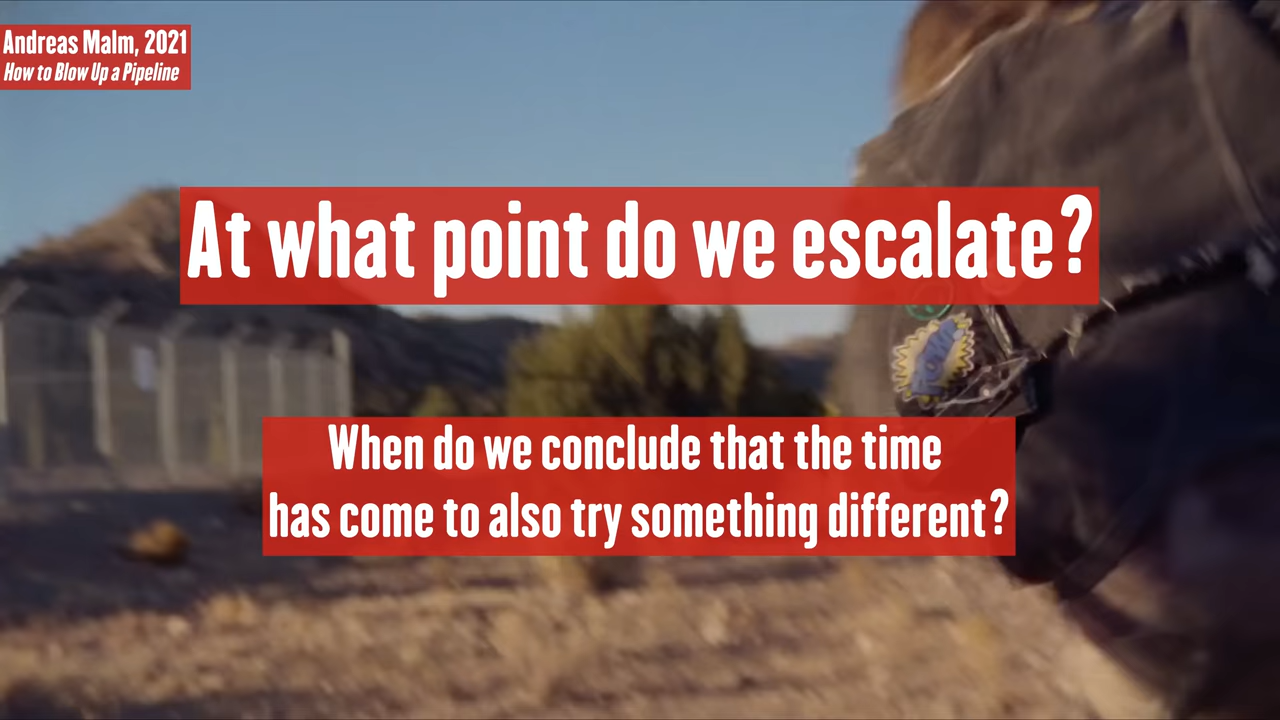 Andreas Malm, 2021
How to Blow Up a Pipeline
At what point do we escalate?
When do we conclude that the time
has come to also try something different?
POW!